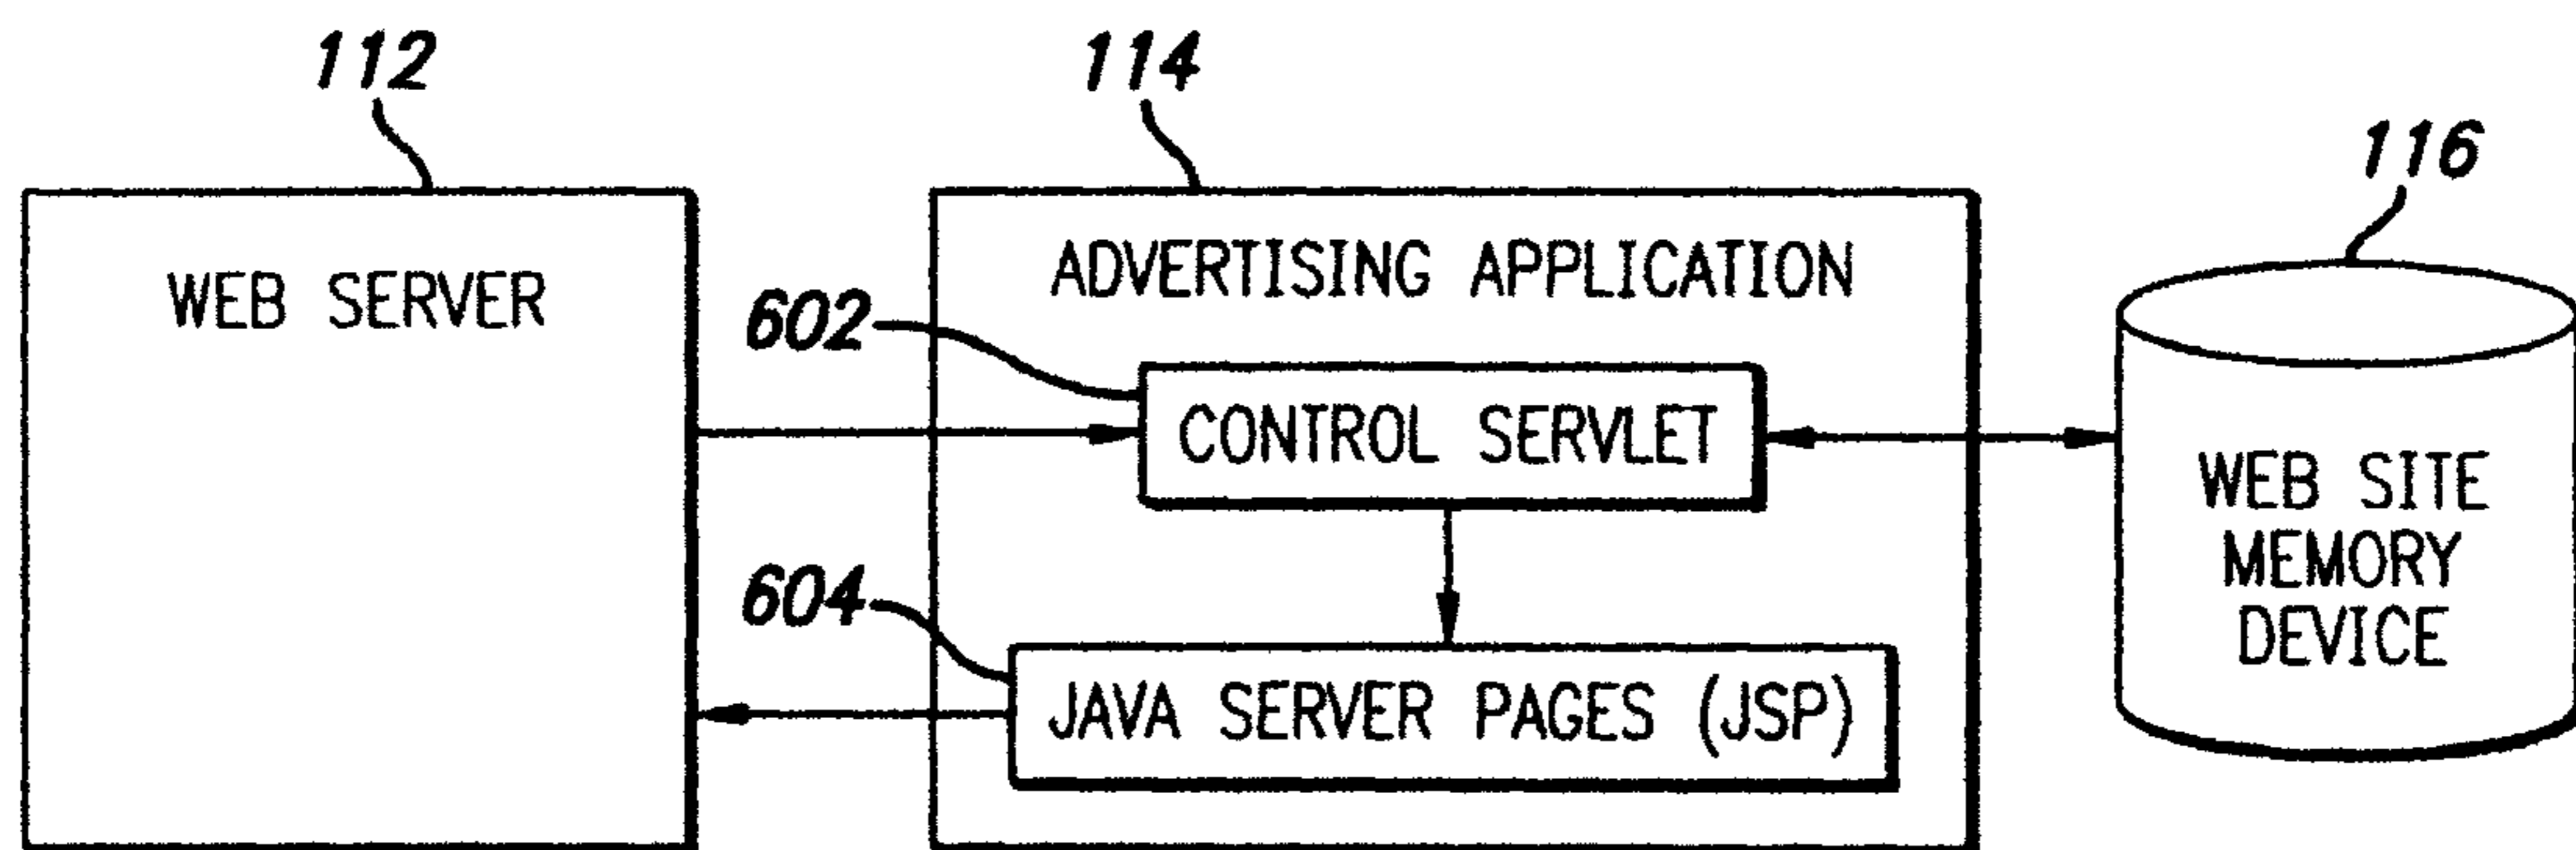 112
114
116
WEB SERVER
ADVERTISING APPLICATION
602
CONTROL SERVLET
WEB SITE
MEMORY
DEVICE
604
JAVA SERVER PAGES (JSP)